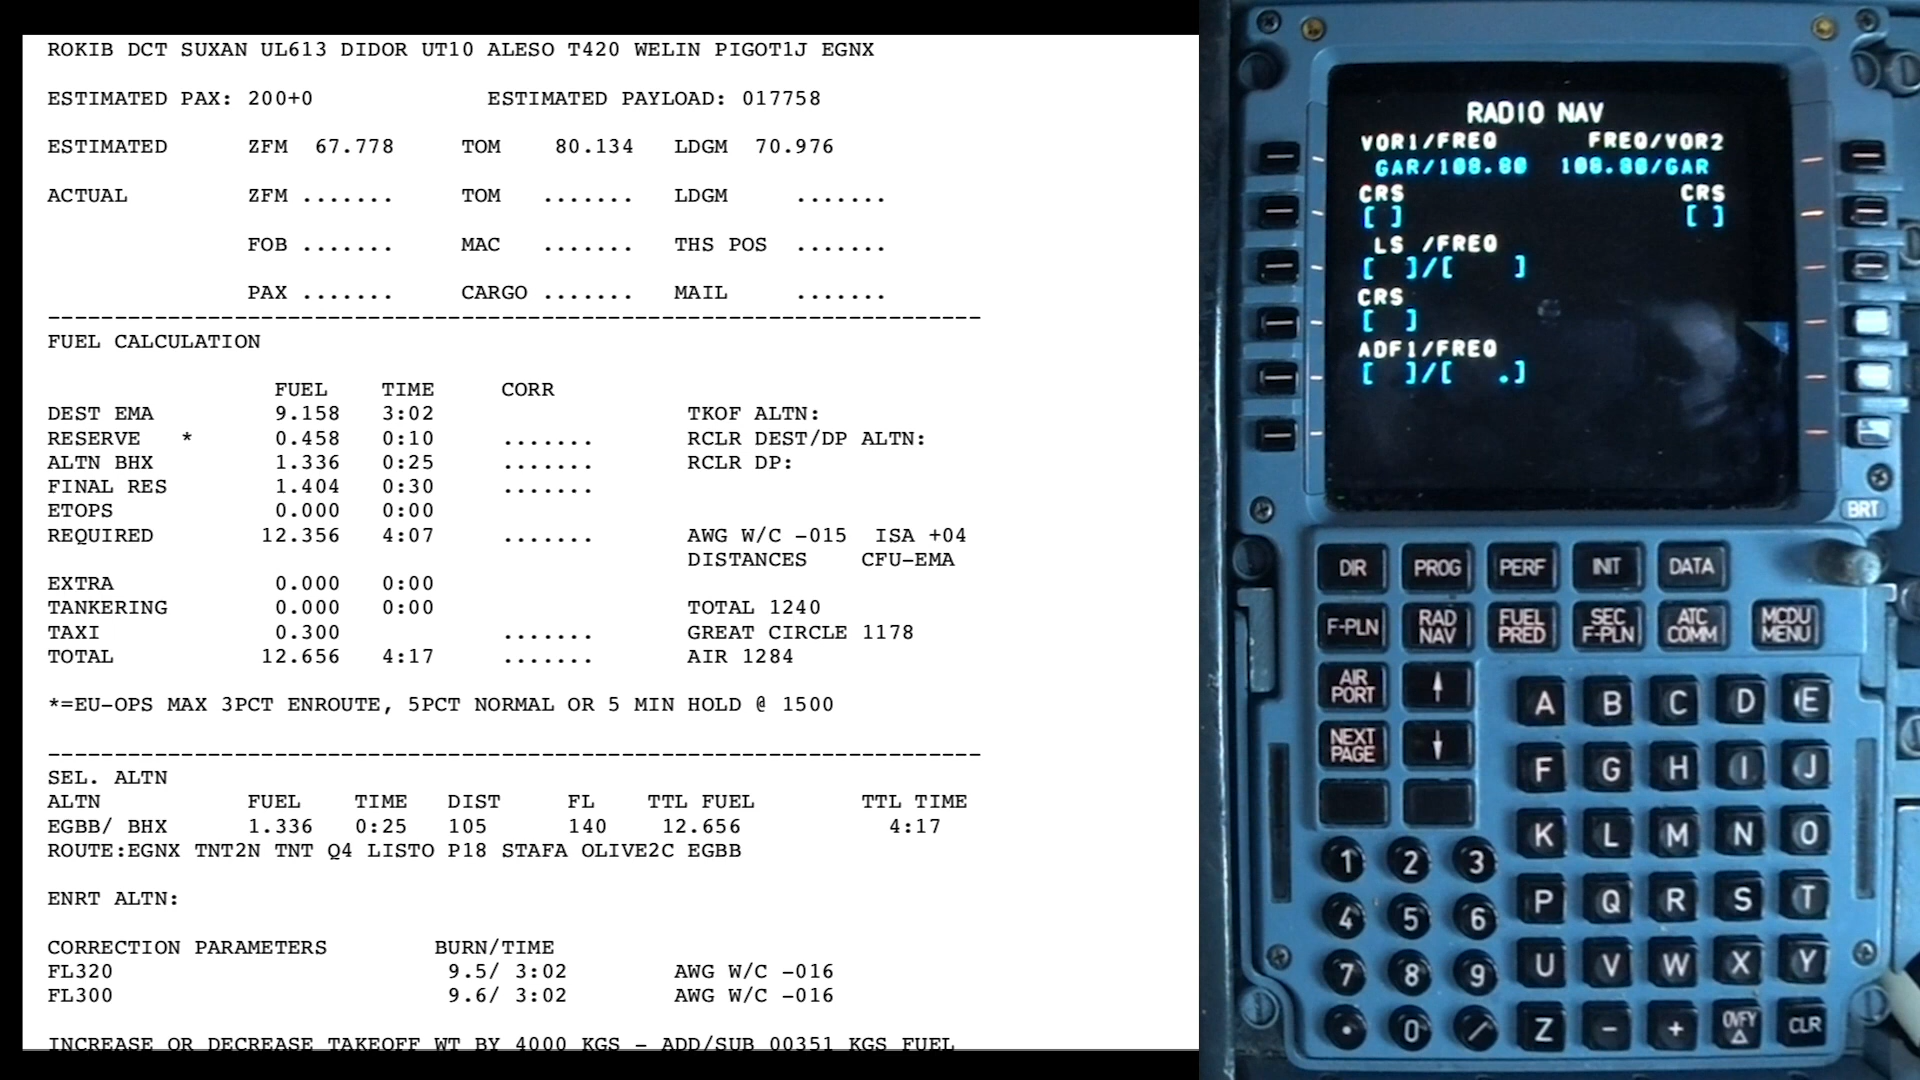 ROKIB DCT SUXAN UL613 DIDOR UT10 ALESO T420 WELIN PIGOT1J EGNX
ESTIMATED PAX: 200+0 ESTIMATED PAYLOAD: 017758
ESTIMATED ZFM 67.778 TOM 80.134 LDGM 70.976
ACTUAL ZFM ....... TOM ....... LDGM .......
FOB ....... MAC ....... THS POS .......
PAX ....... CARGO ....... MAIL .......
----------------------------------------------------------------------
FUEL CALCULATION
FUEL TIME CORR
DEST EMA 9.158 3:02 TKOF ALTN:
RESERVE * 0.458 0:10 ....... RCLR DEST/DP ALTN:
ALTN BHX 1.336 0:25 ....... RCLR DP:
FINAL RES 1.404 0:30 .......
ETOPS 0.000 0:00
REQUIRED 12.356 4:07 ....... AWG W/C -015 ISA +04
DISTANCES CFU-EMA
EXTRA 0.000 0:00
TANKERING 0.000 0:00 TOTAL 1240
TAXI 0.300 ....... GREAT CIRCLE 1178
TOTAL 12.656 4:17 ....... AIR 1284
*=EU-OPS MAX 3PCT ENROUTE, 5PCT NORMAL OR 5 MIN HOLD @ 1500
----------------------------------------------------------------------
SEL. ALTN
ALTN FUEL TIME DIST FL TTL FUEL TTL TIME
EGBB/ BHX 1.336 0:25 105 140 12.656 4:17
ROUTE:EGNX TNT2N TNT Q4 LISTO P18 STAFA OLIVE2C EGBB
ENRT ALTN:
CORRECTION PARAMETERS BURN/TIME
FL320 9.5/ 3:02 AWG W/C -016
FL300 9.6/ 3:02 AWG W/C -016
INCREASE OR DECREASE TAKEOFF WT BY 4000 KGS - ADD/SUB 00351 KGS FUEL
RADIO NAV
VOR1/FREQ FREQ/VOR2
GAR/108.80 108.80/GAR
CRS CRS
[ ] [ ]
LS /FREQ
[ ]/[ ]
CRS
[ ]
ADF1/FREQ
[ ]/[ .]
BRT
DIR PROG PERF INIT DATA
F-PLN RAD NAV FUEL PRED SEC F-PLN ATC COMM MCDU MENU
AIR PORT ↑
NEXT PAGE ↓
A B C D E
F G H I J
1 2 3 K L M N O
4 5 6 P Q R S T
7 8 9 U V W X Y
. 0 / Z - + OVFY Δ CLR